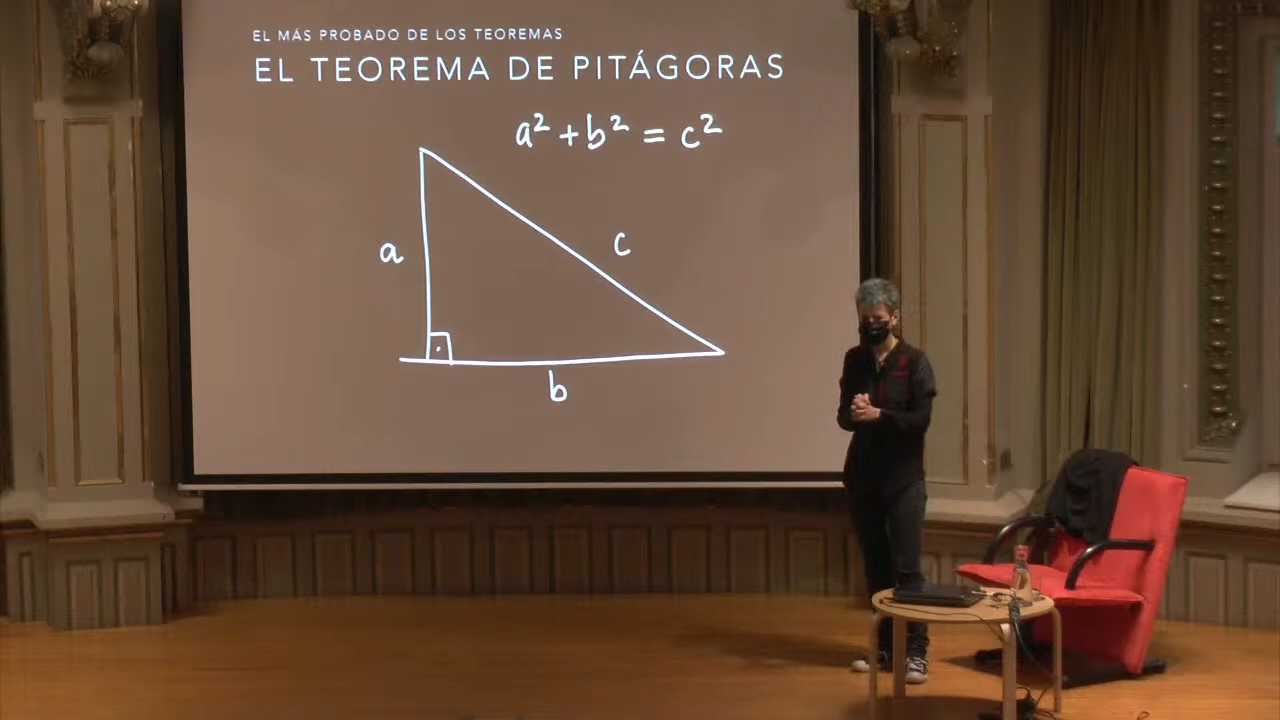 EL MÁS PROBADO DE LOS TEOREMAS
EL TEOREMA DE PITÁGORAS
a² + b² = c²
a
c
b